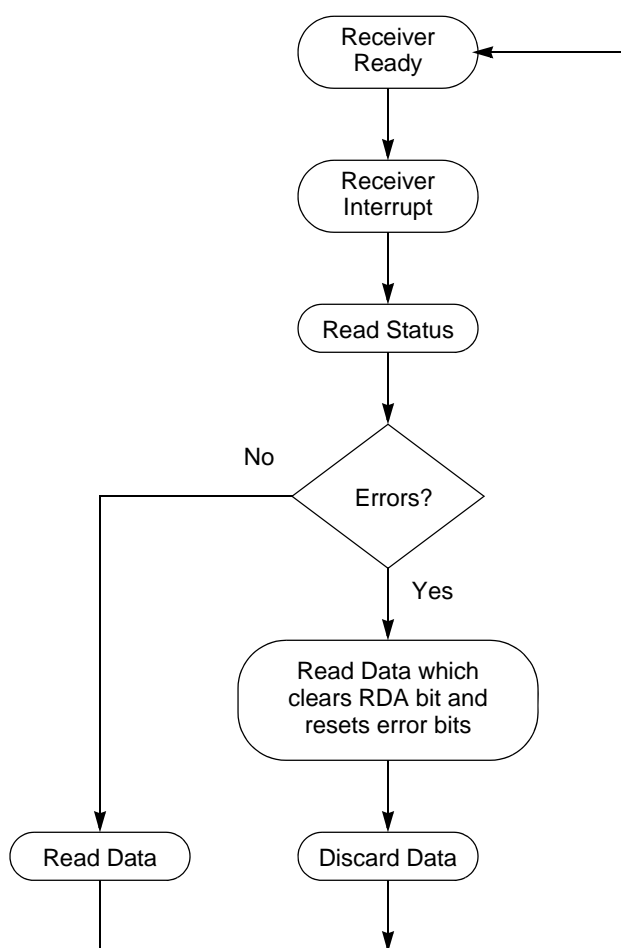 Receiver
Ready
Receiver
Interrupt
Read Status
No
Errors?
Yes
Read Data which
clears RDA bit and
resets error bits
Read Data
Discard Data